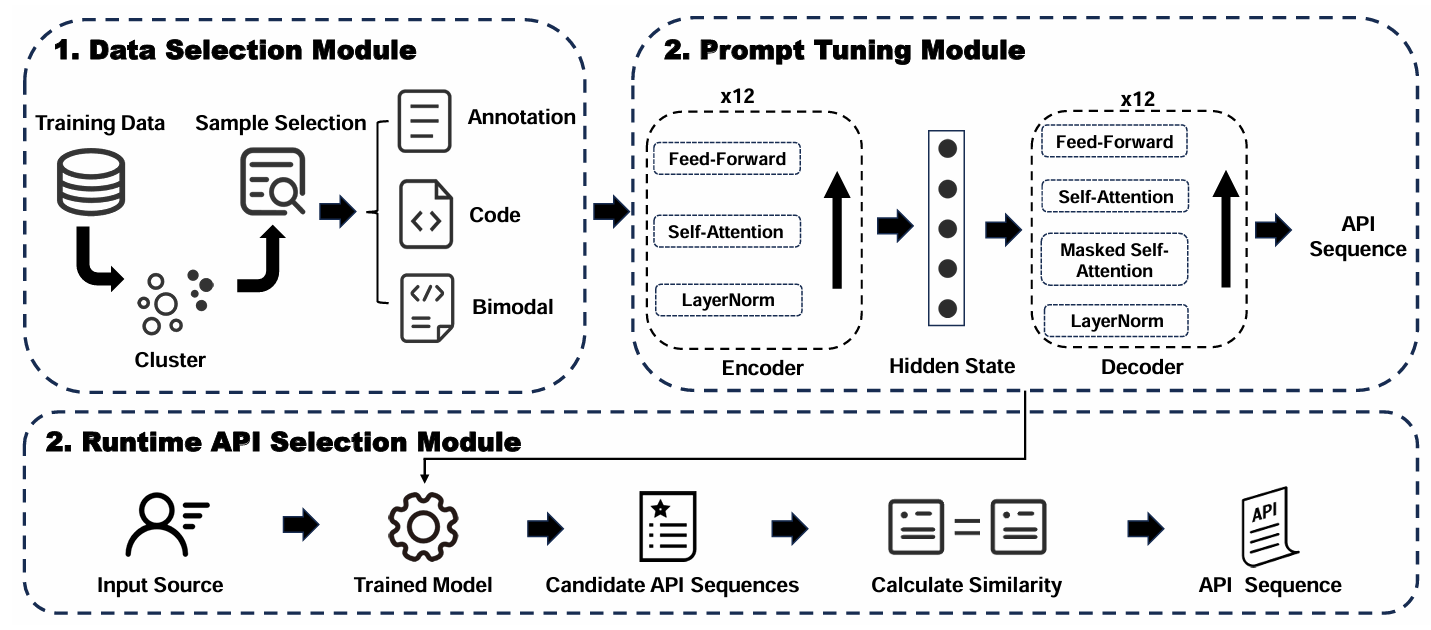 1. Data Selection Module
Training Data
Sample Selection
Cluster
Annotation
Code
Bimodal
2. Prompt Tuning Module
x12
Feed-Forward
Self-Attention
LayerNorm
Encoder
Hidden State
x12
Feed-Forward
Self-Attention
Masked Self-
Attention
LayerNorm
Decoder
API
Sequence
2. Runtime API Selection Module
Input Source
Trained Model
Candidate API Sequences
Calculate Similarity
API
API Sequence